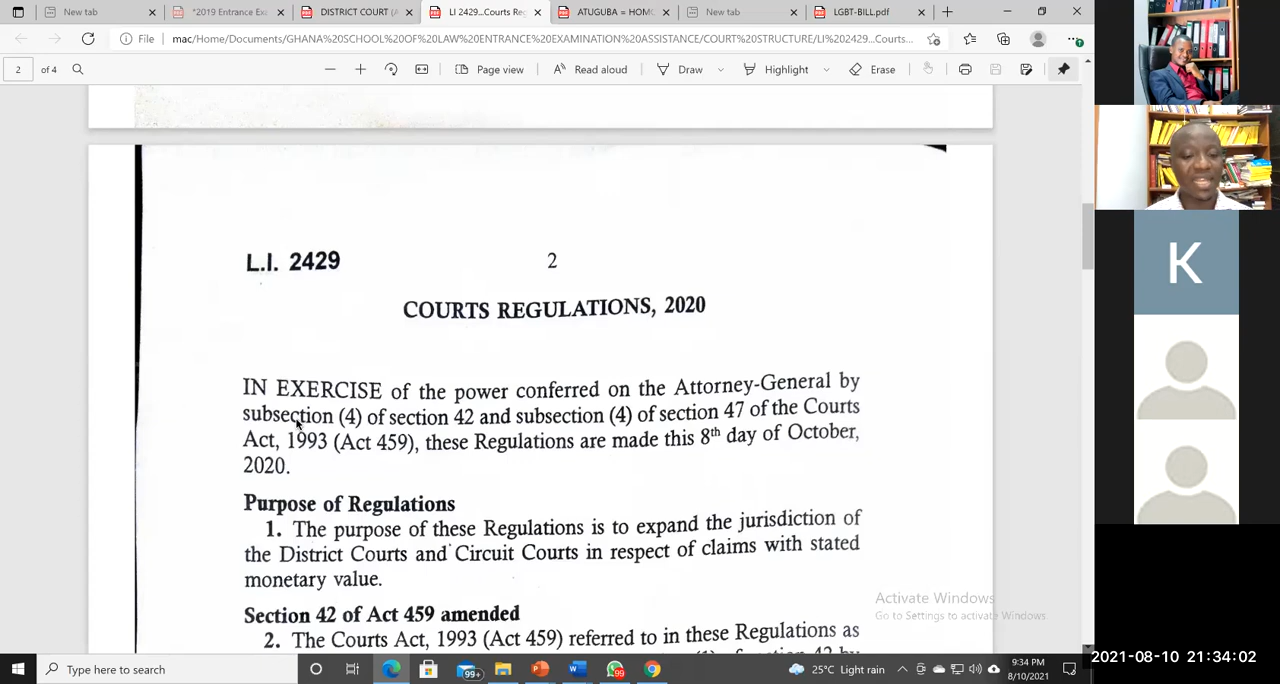 New tab
*2019 Entrance Exa
DISTRICT COURT (A
LI 2429...Courts Reg
ATUGUBA = HOMO
New tab
LGBT-BILL.pdf
File
mac/Home/Documents/GHANA%20SCHOOL%20OF%20LAW%20 20EXAMINATION%20ASSISTANCE/COURT%20STRUCTURE/LI%202429...Courts...
2 of 4
Page view
Read aloud
Draw
Highlight
Erase
L.I. 2429
2
COURTS REGULATIONS, 2020
IN EXERCISE of the power conferred on the Attorney-General by
subsection (4) of section 42 and subsection (4) of section 47 of the Courts
Act, 1993 (Act 459), these Regulations are made this 8th day of October,
2020.
Purpose of Regulations
1. The purpose of these Regulations is to expand the jurisdiction of
the District Courts and Circuit Courts in respect of claims with stated
monetary value.
Section 42 of Act 459 amended
2. The Courts Act, 1993 (Act 459) referred to in these Regulations as
K
Activate Windows
Go to Settings to activate Windows.
Type here to search
99+
99
25°C Light rain
9:34 PM
8/10/2021
2021-08-10 21:34:02